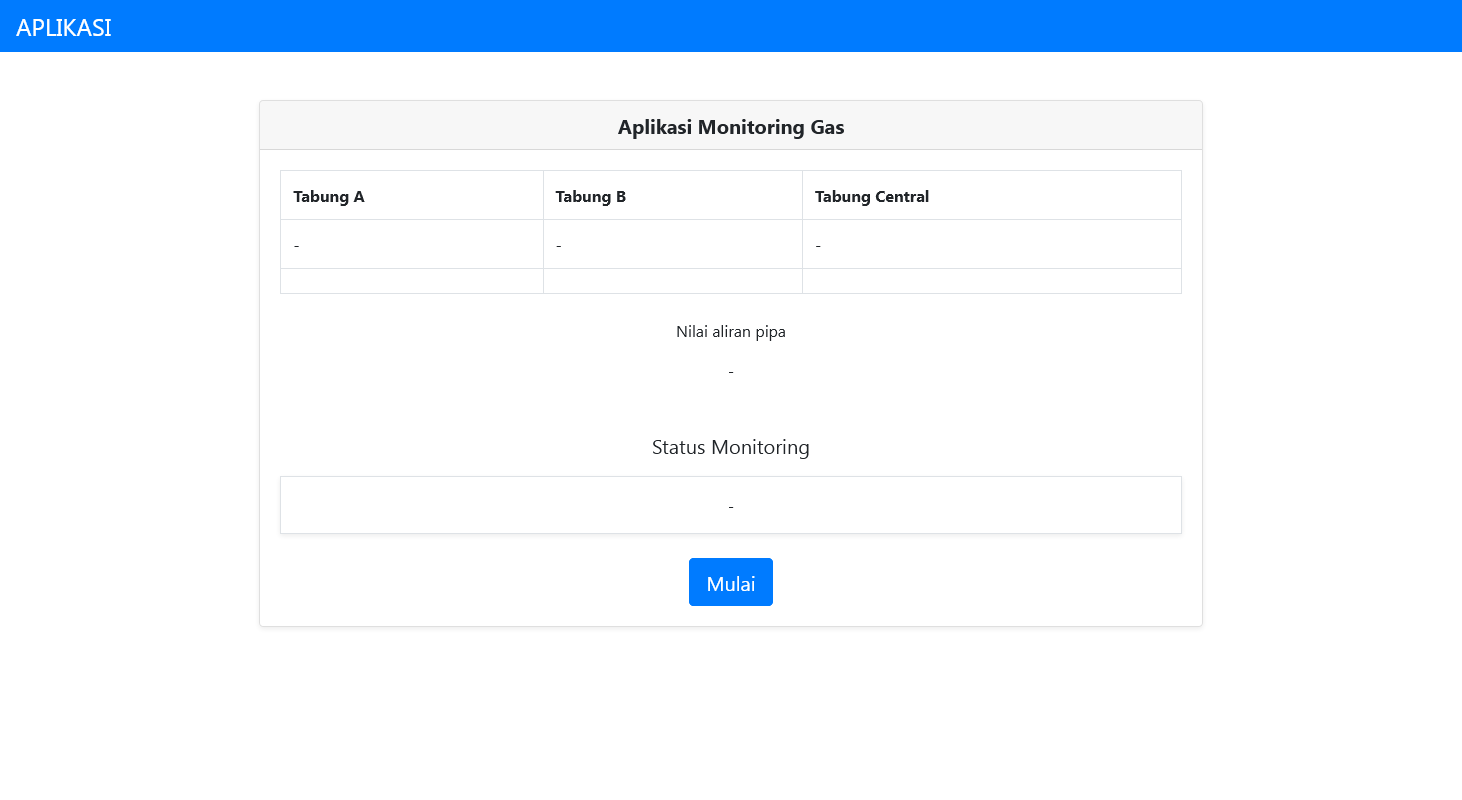 APLIKASI
Aplikasi Monitoring Gas
Tabung A Tabung B Tabung Central
- - -
Nilai aliran pipa
-
Status Monitoring
-
Mulai